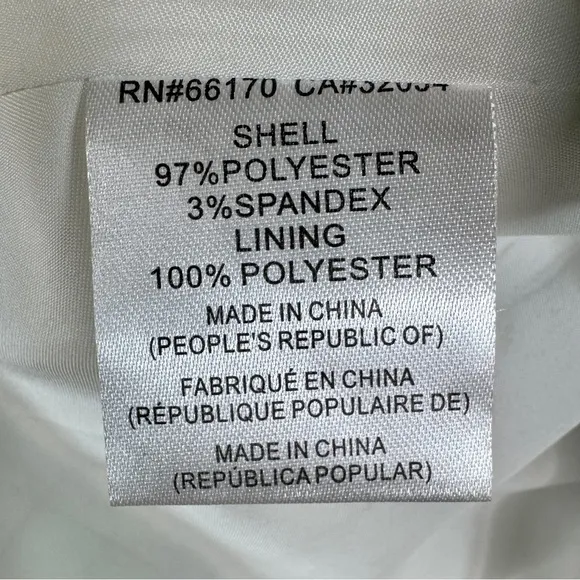 RN#66170
SHELL
97%POLYESTER
3%SPANDEX
LINING
100% POLYESTER
MADE IN CHINA
(PEOPLE'S REPUBLIC OF)
FABRIQUÉ EN CHINA
(RÉPUBLIQUE POPULAIRE DE)
MADE IN CHINA
(REPÚBLICA POPULAR)